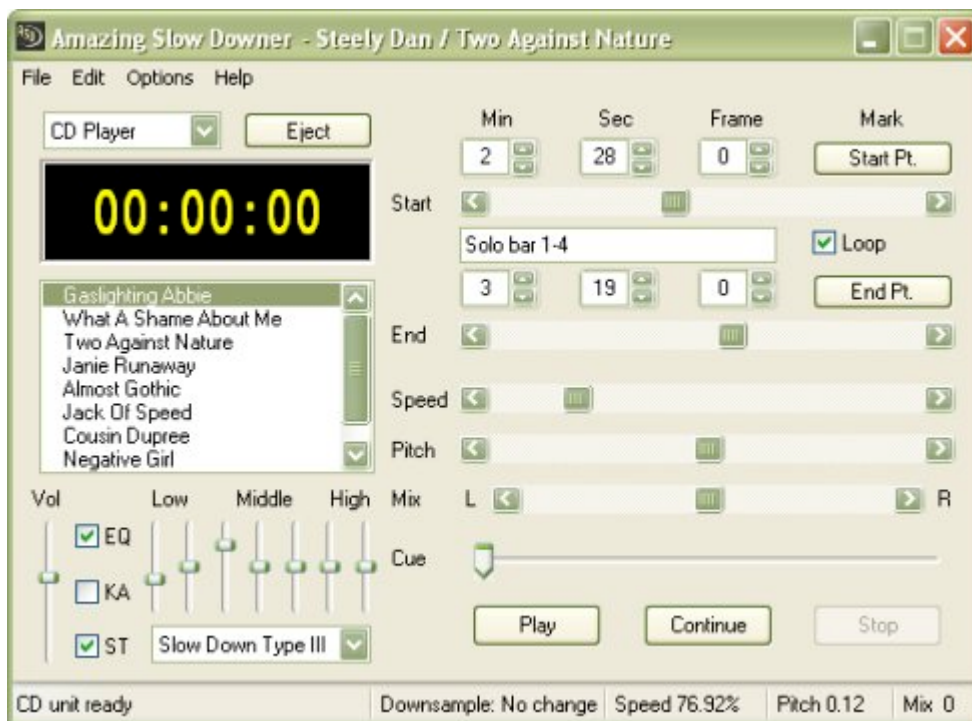 Amazing Slow Downer - Steely Dan / Two Against Nature
File Edit Options Help
CD Player Eject
00:00:00
Gaslighting Abbie
What A Shame About Me
Two Against Nature
Janie Runaway
Almost Gothic
Jack Of Speed
Cousin Dupree
Negative Girl
Vol Low Middle High
EQ
KA
ST Slow Down Type III
Min Sec Frame Mark
2 28 0 Start Pt.
Start
Solo bar 1-4 Loop
3 19 0 End Pt.
End
Speed
Pitch
Mix L R
Cue
Play Continue Stop
CD unit ready Downsample: No change Speed 76.92% Pitch 0.12 Mix 0